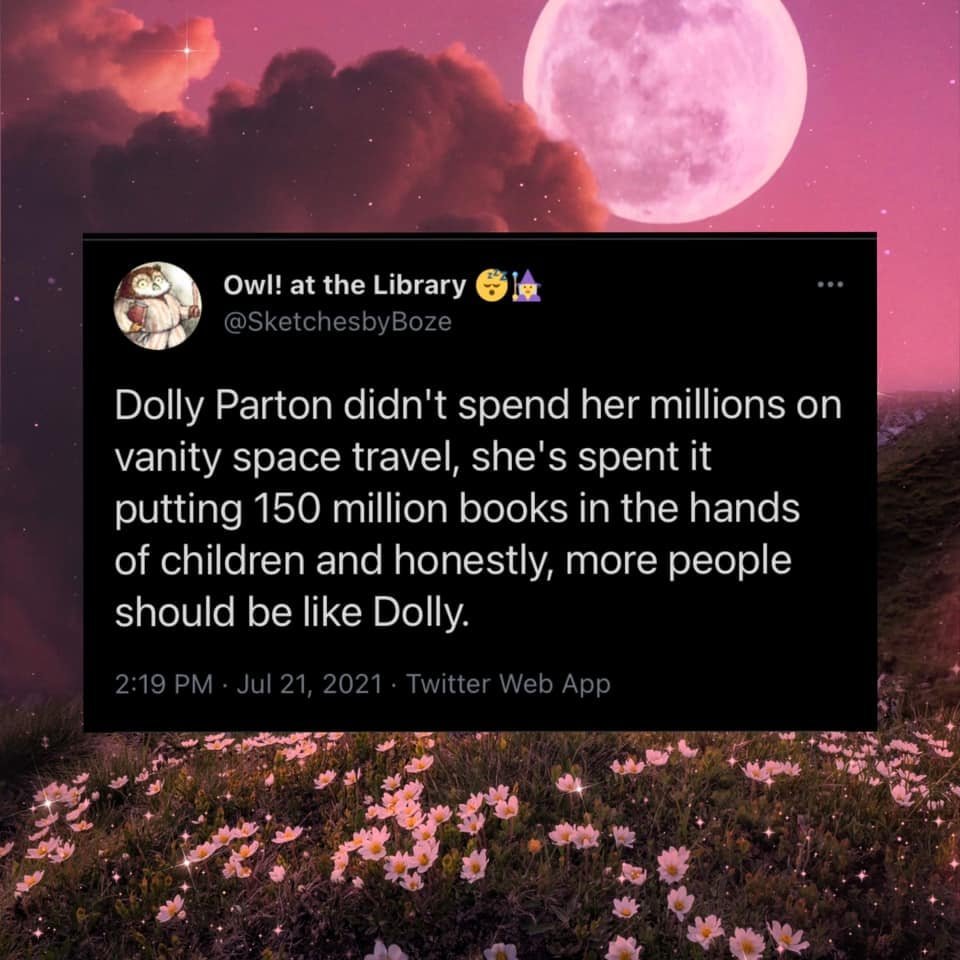 Owl! at the Library 😴🧙‍♀️
@SketchesbyBoze
Dolly Parton didn't spend her millions on
vanity space travel, she's spent it
putting 150 million books in the hands
of children and honestly, more people
should be like Dolly.
2:19 PM · Jul 21, 2021 · Twitter Web App